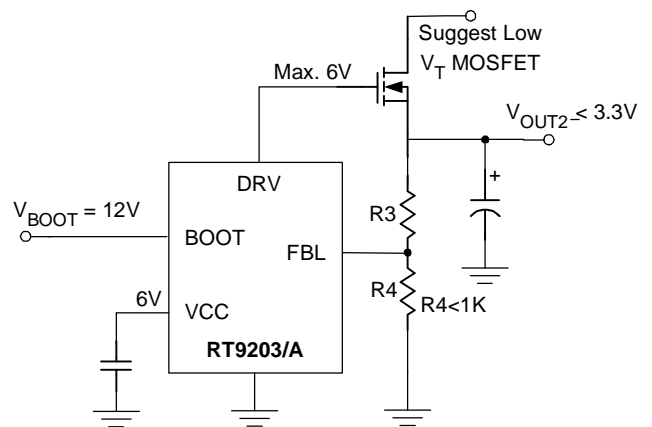 Suggest Low
V_T MOSFET
Max. 6V
V_OUT2 ≤ 3.3V
DRV
V_BOOT = 12V
BOOT
R3
+
FBL
6V
VCC
R4
R4<1K
RT9203/A